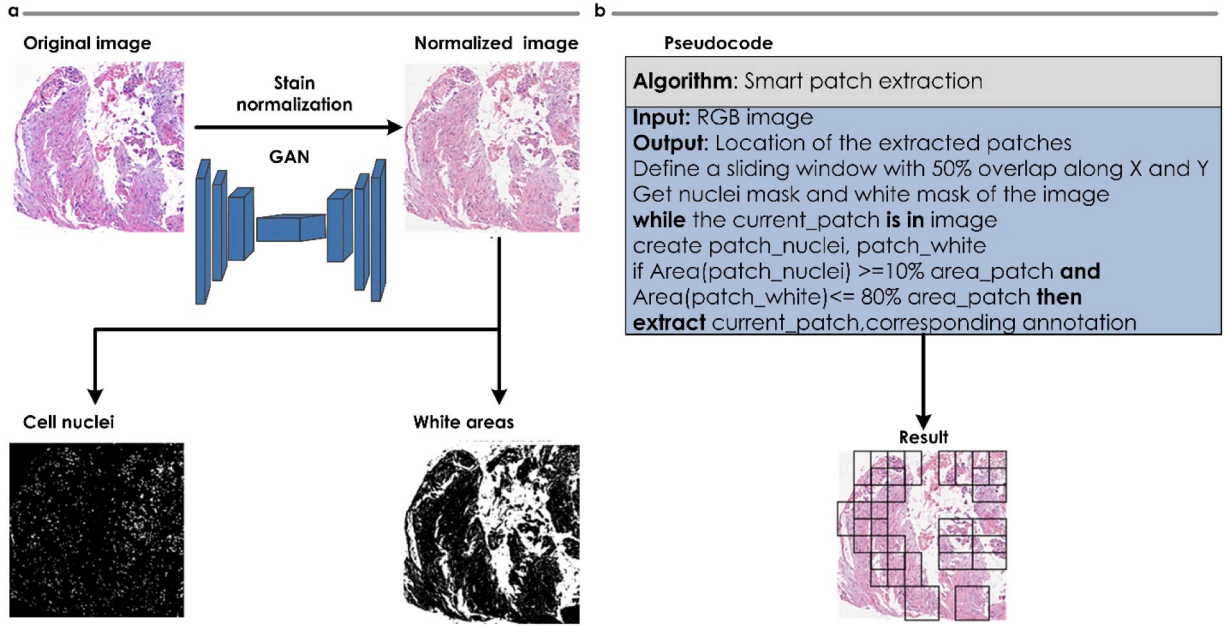 a
Original image
Normalized image
Stain
normalization
GAN
Cell nuclei
White areas
b
Pseudocode
Algorithm: Smart patch extraction
Input: RGB image
Output: Location of the extracted patches
Define a sliding window with 50% overlap along X and Y
Get nuclei mask and white mask of the image
while the current_patch is in image
create patch_nuclei, patch_white
if Area(patch_nuclei) >=10% area_patch and
Area(patch_white)<= 80% area_patch then
extract current_patch,corresponding annotation
Result